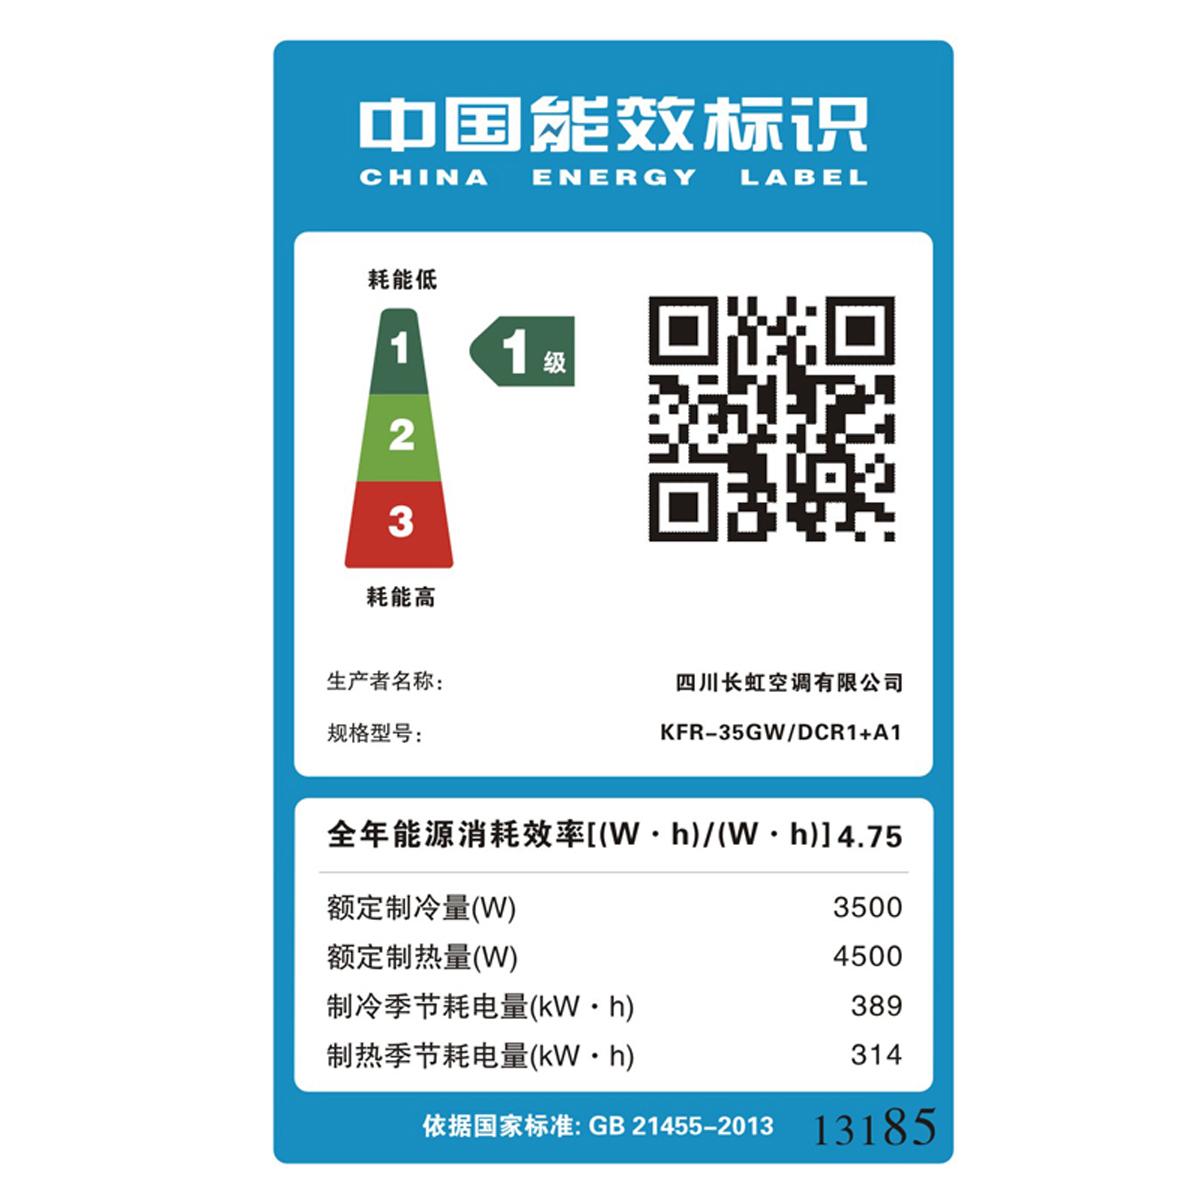 中国能效标识
CHINA ENERGY LABEL
耗能低
1
1级
2
3
耗能高
生产者名称: 四川长虹空调有限公司
规格型号: KFR-35GW/DCR1+A1
全年能源消耗效率[(W·h)/(W·h)] 4.75
额定制冷量(W) 3500
额定制热量(W) 4500
制冷季节耗电量(kW·h) 389
制热季节耗电量(kW·h) 314
依据国家标准: GB 21455-2013 13185